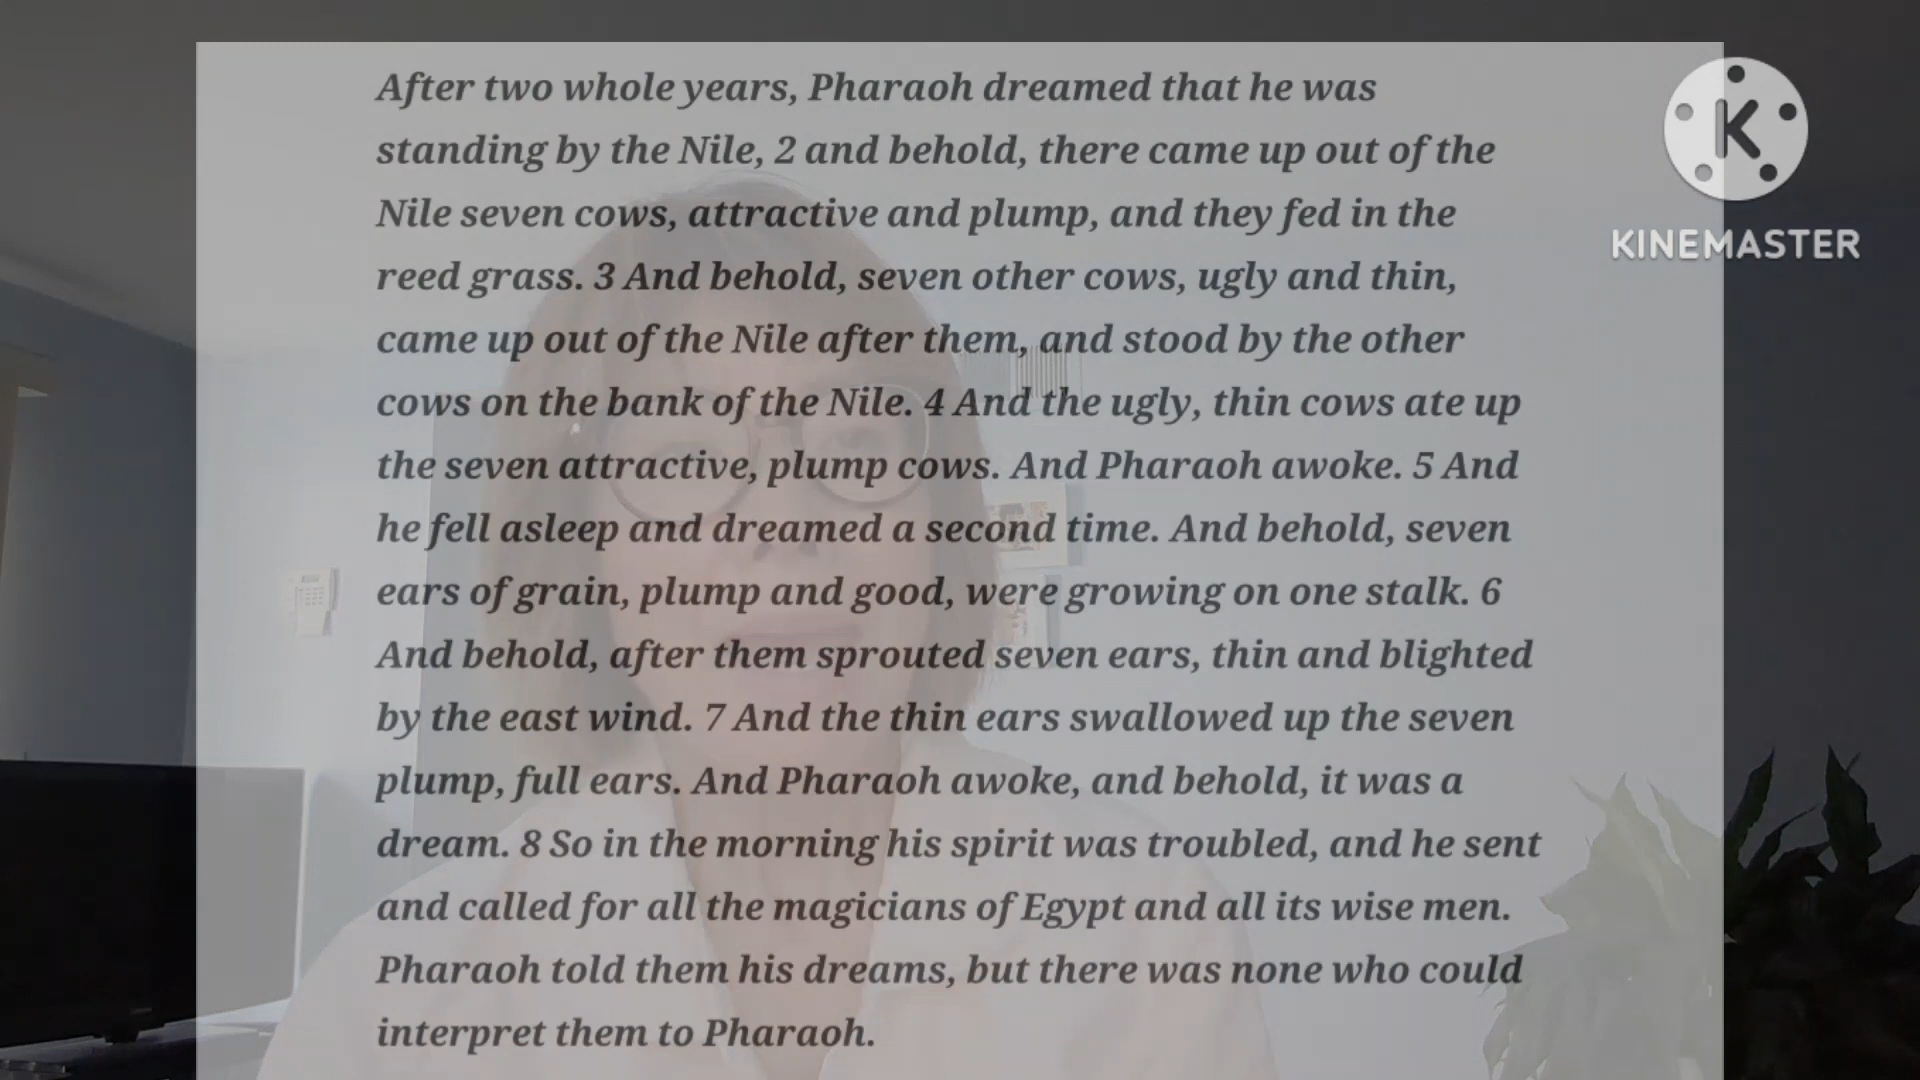 After two whole years, Pharaoh dreamed that he was
standing by the Nile, 2 and behold, there came up out of the
Nile seven cows, attractive and plump, and they fed in the
reed grass. 3 And behold, seven other cows, ugly and thin,
came up out of the Nile after them, and stood by the other
cows on the bank of the Nile. 4 And the ugly, thin cows ate up
the seven attractive, plump cows. And Pharaoh awoke. 5 And
he fell asleep and dreamed a second time. And behold, seven
ears of grain, plump and good, were growing on one stalk. 6
And behold, after them sprouted seven ears, thin and blighted
by the east wind. 7 And the thin ears swallowed up the seven
plump, full ears. And Pharaoh awoke, and behold, it was a
dream. 8 So in the morning his spirit was troubled, and he sent
and called for all the magicians of Egypt and all its wise men.
Pharaoh told them his dreams, but there was none who could
interpret them to Pharaoh.
K
KINEMASTER